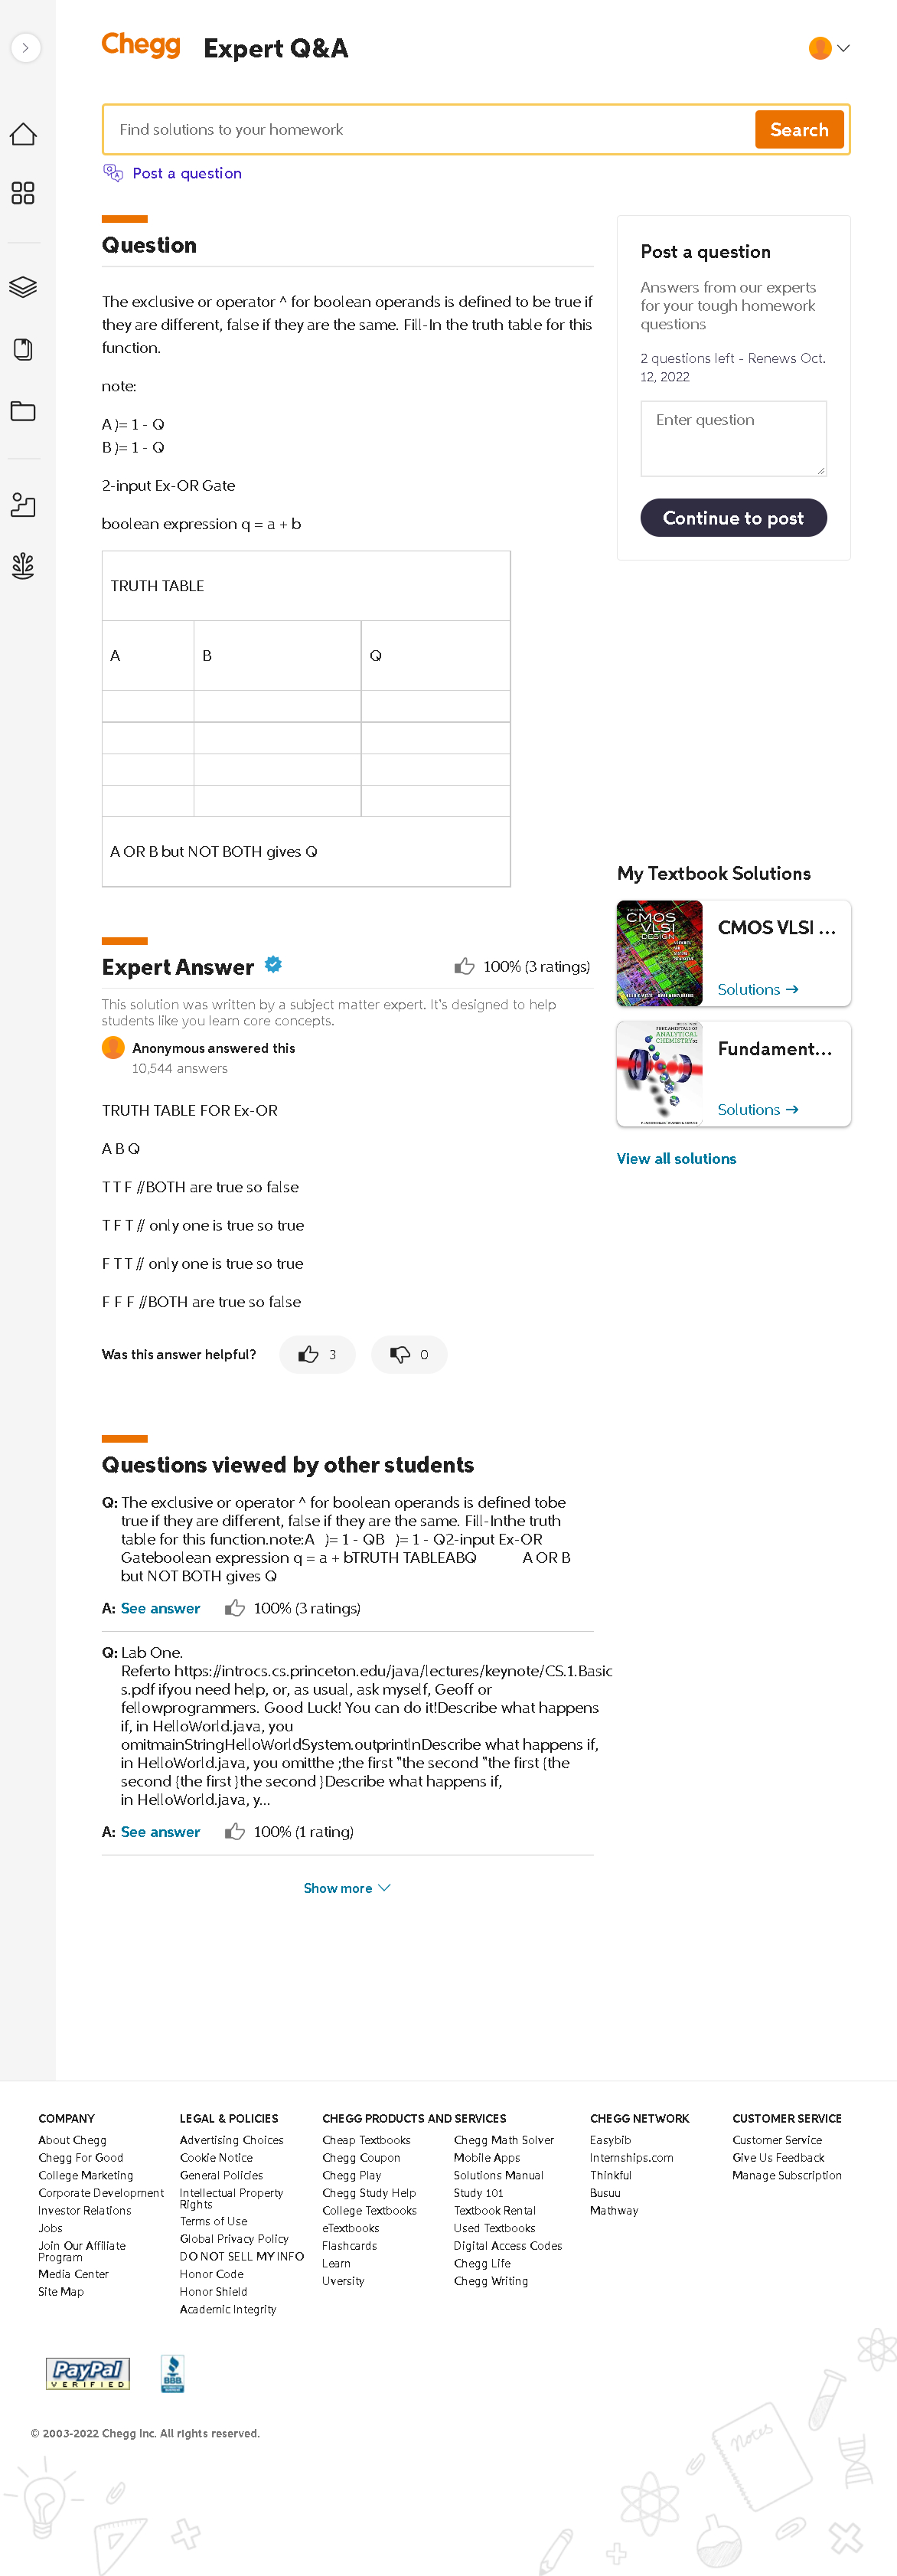 Chegg Expert Q&A
Find solutions to your homework
Search
Post a question
Question
The exclusive or operator ^ for boolean operands is defined to be true if
they are different, false if they are the same. Fill-In the truth table for this
function.
note:
A )= 1 - Q
B )= 1 - Q
2-input Ex-OR Gate
boolean expression q = a + b
TRUTH TABLE
A B Q
A OR B but NOT BOTH gives Q
Post a question
Answers from our experts
for your tough homework
questions
2 questions left - Renews Oct.
12, 2022
Enter question
Continue to post
My Textbook Solutions
CMOS VLSI DESIGN
CMOS VLSI ...
Solutions →
FUNDAMENTALS OF
ANALYTICAL
CHEMISTRY
Fundament...
Solutions →
View all solutions
Expert Answer
100% (3 ratings)
This solution was written by a subject matter expert. It's designed to help
students like you learn core concepts.
Anonymous answered this
10,544 answers
TRUTH TABLE FOR Ex-OR
A B Q
T T F //BOTH are true so false
T F T // only one is true so true
F T T // only one is true so true
F F F //BOTH are true so false
Was this answer helpful?
3
0
Questions viewed by other students
Q: The exclusive or operator ^ for boolean operands is defined tobe
true if they are different, false if they are the same. Fill-Inthe truth
table for this function.note:A )= 1 - QB )= 1 - Q2-input Ex-OR
Gateboolean expression q = a + bTRUTH TABLEABQ A OR B
but NOT BOTH gives Q
A: See answer
100% (3 ratings)
Q: Lab One.
Referto https://introcs.cs.princeton.edu/java/lectures/keynote/CS.1.Basic
s.pdf ifyou need help, or, as usual, ask myself, Geoff or
fellowprogrammers. Good Luck! You can do it!Describe what happens
if, in HelloWorld.java, you
omitmainStringHelloWorldSystem.outprintlnDescribe what happens if,
in HelloWorld.java, you omitthe ;the first "the second "the first {the
second {the first }the second }Describe what happens if,
in HelloWorld.java, y...
A: See answer
100% (1 rating)
Show more
COMPANY
About Chegg
Chegg For Good
College Marketing
Corporate Development
Investor Relations
Jobs
Join Our Affiliate
Program
Media Center
Site Map
LEGAL & POLICIES
Advertising Choices
Cookie Notice
General Policies
Intellectual Property
Rights
Terms of Use
Global Privacy Policy
DO NOT SELL MY INFO
Honor Code
Honor Shield
Academic Integrity
CHEGG PRODUCTS AND SERVICES
Cheap Textbooks
Chegg Coupon
Chegg Play
Chegg Study Help
College Textbooks
eTextbooks
Flashcards
Learn
Uversity
Chegg Math Solver
Mobile Apps
Solutions Manual
Study 101
Textbook Rental
Used Textbooks
Digital Access Codes
Chegg Life
Chegg Writing
CHEGG NETWORK
Easybib
Internships.com
Thinkful
Busuu
Mathway
CUSTOMER SERVICE
Customer Service
Give Us Feedback
Manage Subscription
PayPal
VERIFIED
BBB
© 2003-2022 Chegg Inc. All rights reserved.
Notes